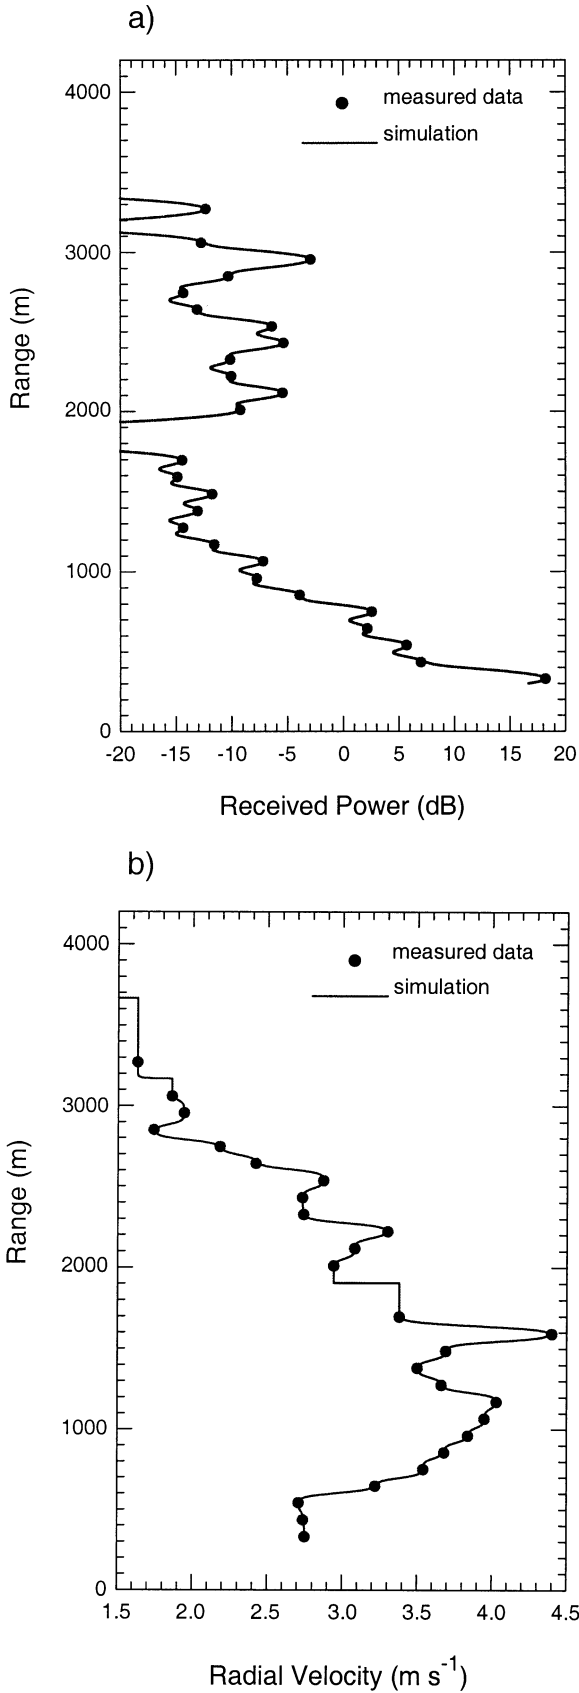 a)
4000
3000
2000
1000
0
Range (m)
measured data
simulation
-20 -15 -10 -5 0 5 10 15 20
Received Power (dB)
b)
4000
3000
2000
1000
0
Range (m)
measured data
simulation
1.5 2.0 2.5 3.0 3.5 4.0 4.5
Radial Velocity (m s⁻¹)